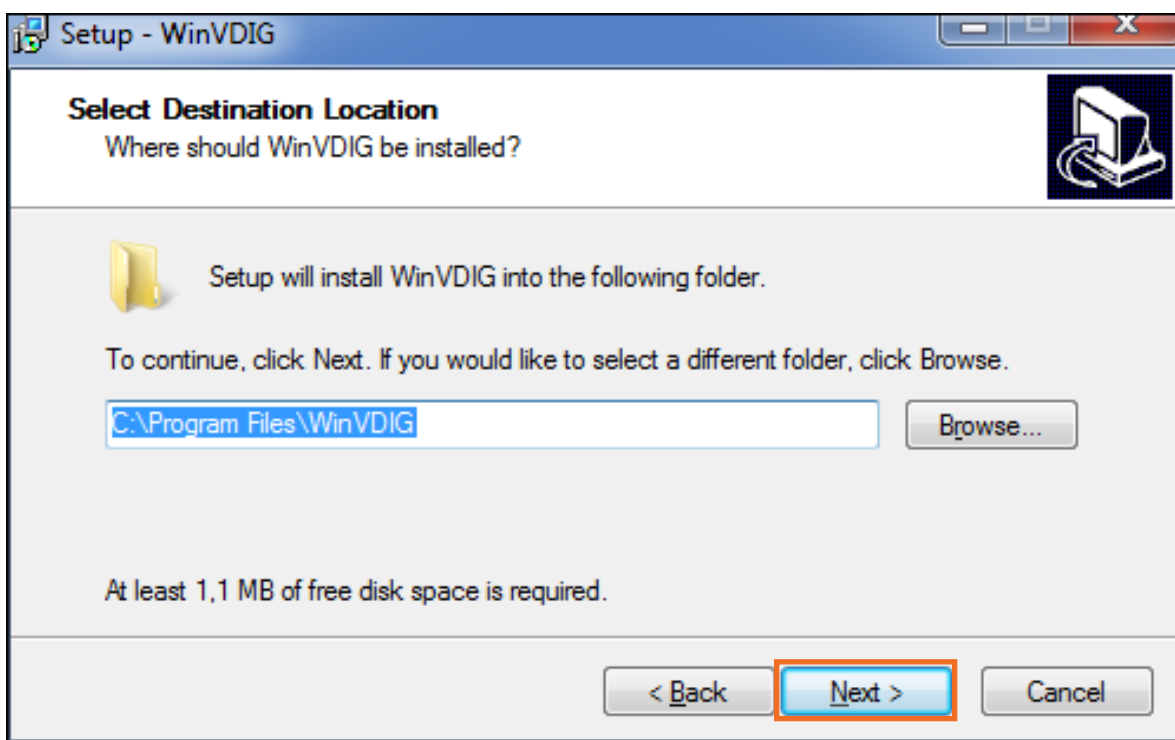 Setup - WinVDIG
Select Destination Location
Where should WinVDIG be installed?
Setup will install WinVDIG into the following folder.
To continue, click Next. If you would like to select a different folder, click Browse.
C:\Program Files\WinVDIG
Browse...
At least 1,1 MB of free disk space is required.
< Back
Next >
Cancel